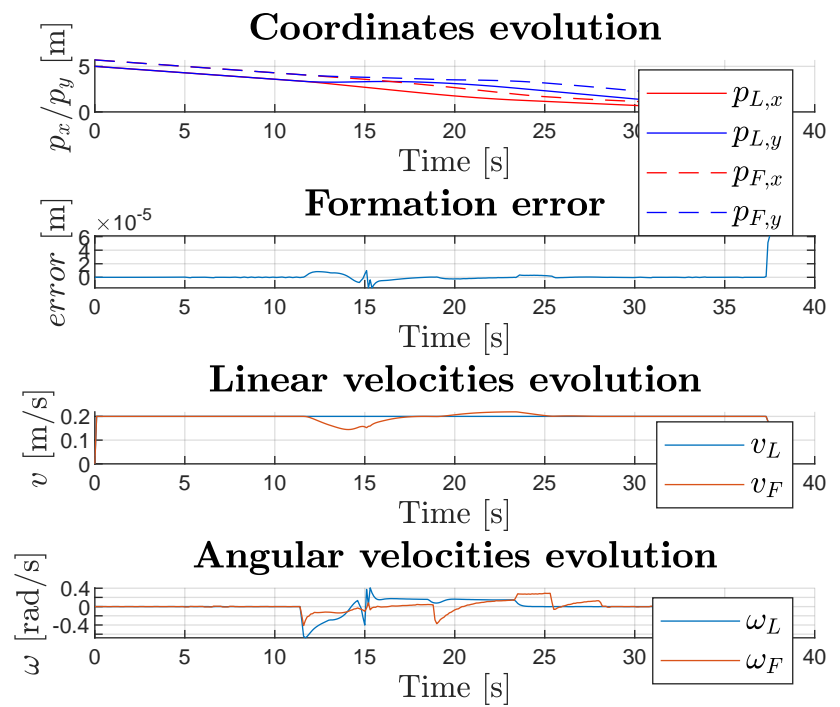 Coordinates evolution
p_x/p_y [m]
5
0
0 5 10 15 20 25 30 40
Time [s]
p_{L,x}
p_{L,y}
p_{F,x}
p_{F,y}
Formation error
×10^{-5}
error [m]
6
4
2
0
0 5 10 15 20 25 30 35 40
Time [s]
Linear velocities evolution
v [m/s]
0.2
0.1
0
0 5 10 15 20 25 30 40
Time [s]
v_L
v_F
Angular velocities evolution
ω [rad/s]
0.4
0
-0.4
0 5 10 15 20 25 30 40
Time [s]
ω_L
ω_F